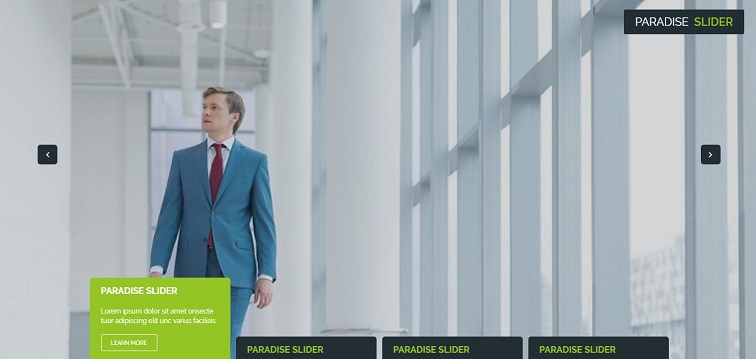 PARADISE SLIDER
PARADISE SLIDER
Lorem ipsum dolor sit amet onsecte
tuer adipiscing elit unc varius facilisis.
LEARN MORE
PARADISE SLIDER
PARADISE SLIDER
PARADISE SLIDER